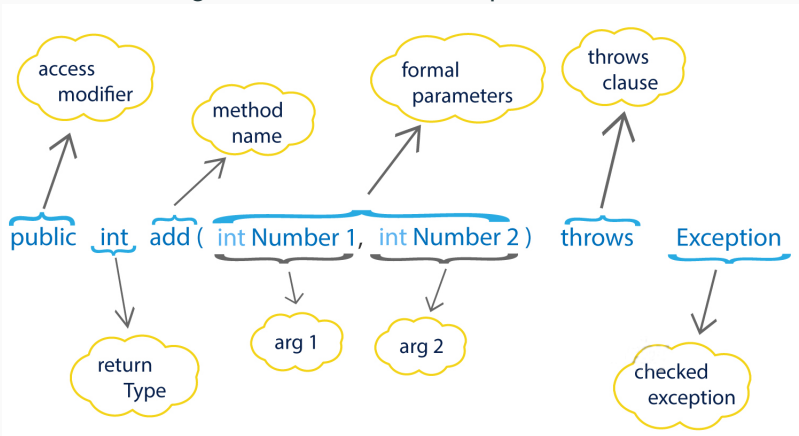 access
modifier
method
name
formal
parameters
throws
clause
public int add ( int Number 1, int Number 2 ) throws Exception
return
Type
arg 1
arg 2
checked
exception